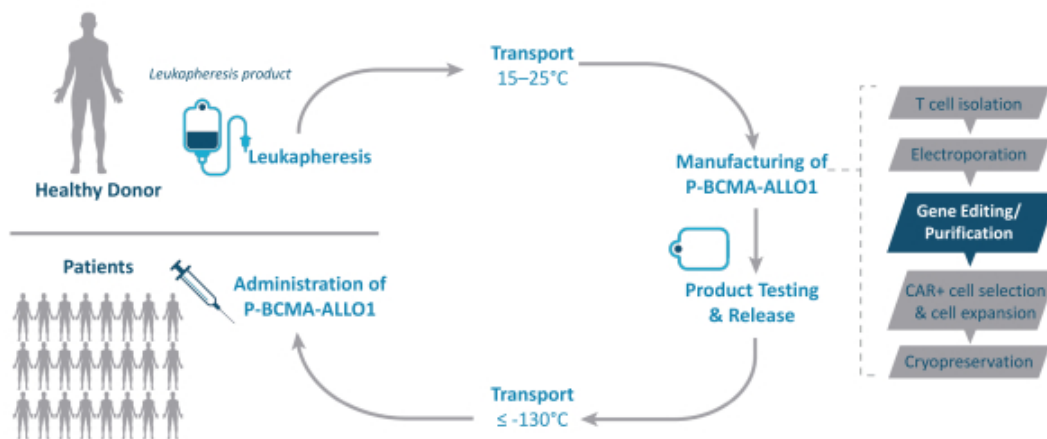 Leukapheresis product
Leukapheresis
Healthy Donor
Transport
15–25°C
Manufacturing of
P-BCMA-ALLO1
Product Testing
& Release
Transport
≤ -130°C
Administration of
P-BCMA-ALLO1
Patients
T cell isolation
Electroporation
Gene Editing/
Purification
CAR+ cell selection
& cell expansion
Cryopreservation